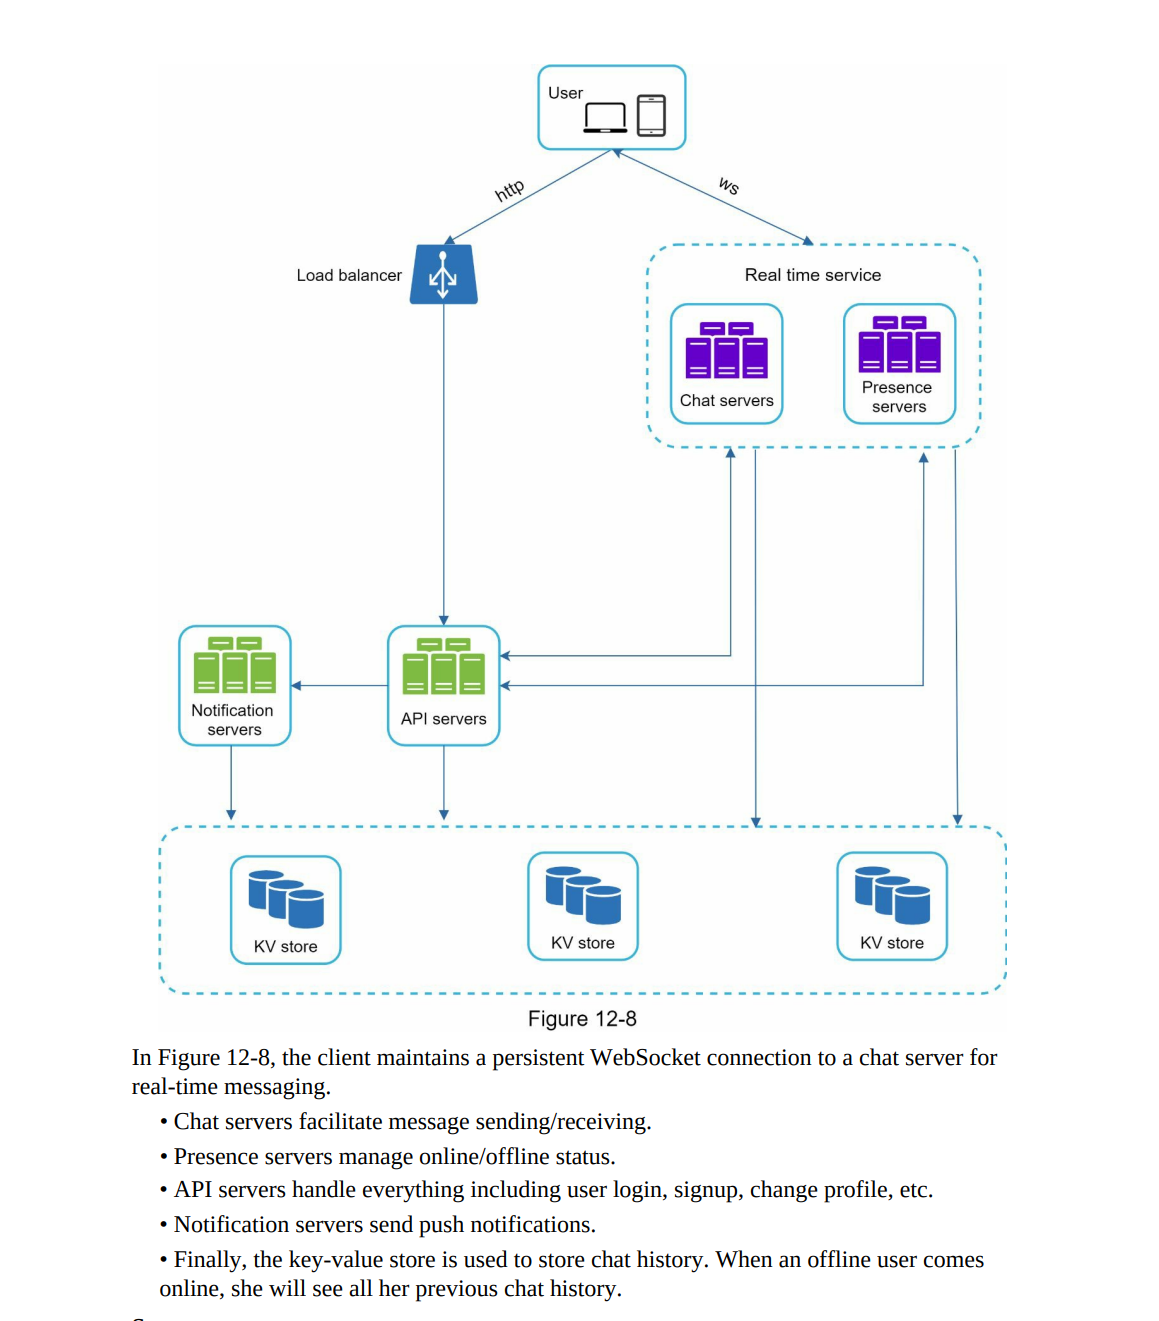 User
http
ws
Load balancer
Real time service
Chat servers
Presence
servers
Notification
servers
API servers
KV store
KV store
KV store
Figure 12-8
In Figure 12-8, the client maintains a persistent WebSocket connection to a chat server for
real-time messaging.
• Chat servers facilitate message sending/receiving.
• Presence servers manage online/offline status.
• API servers handle everything including user login, signup, change profile, etc.
• Notification servers send push notifications.
• Finally, the key-value store is used to store chat history. When an offline user comes
online, she will see all her previous chat history.